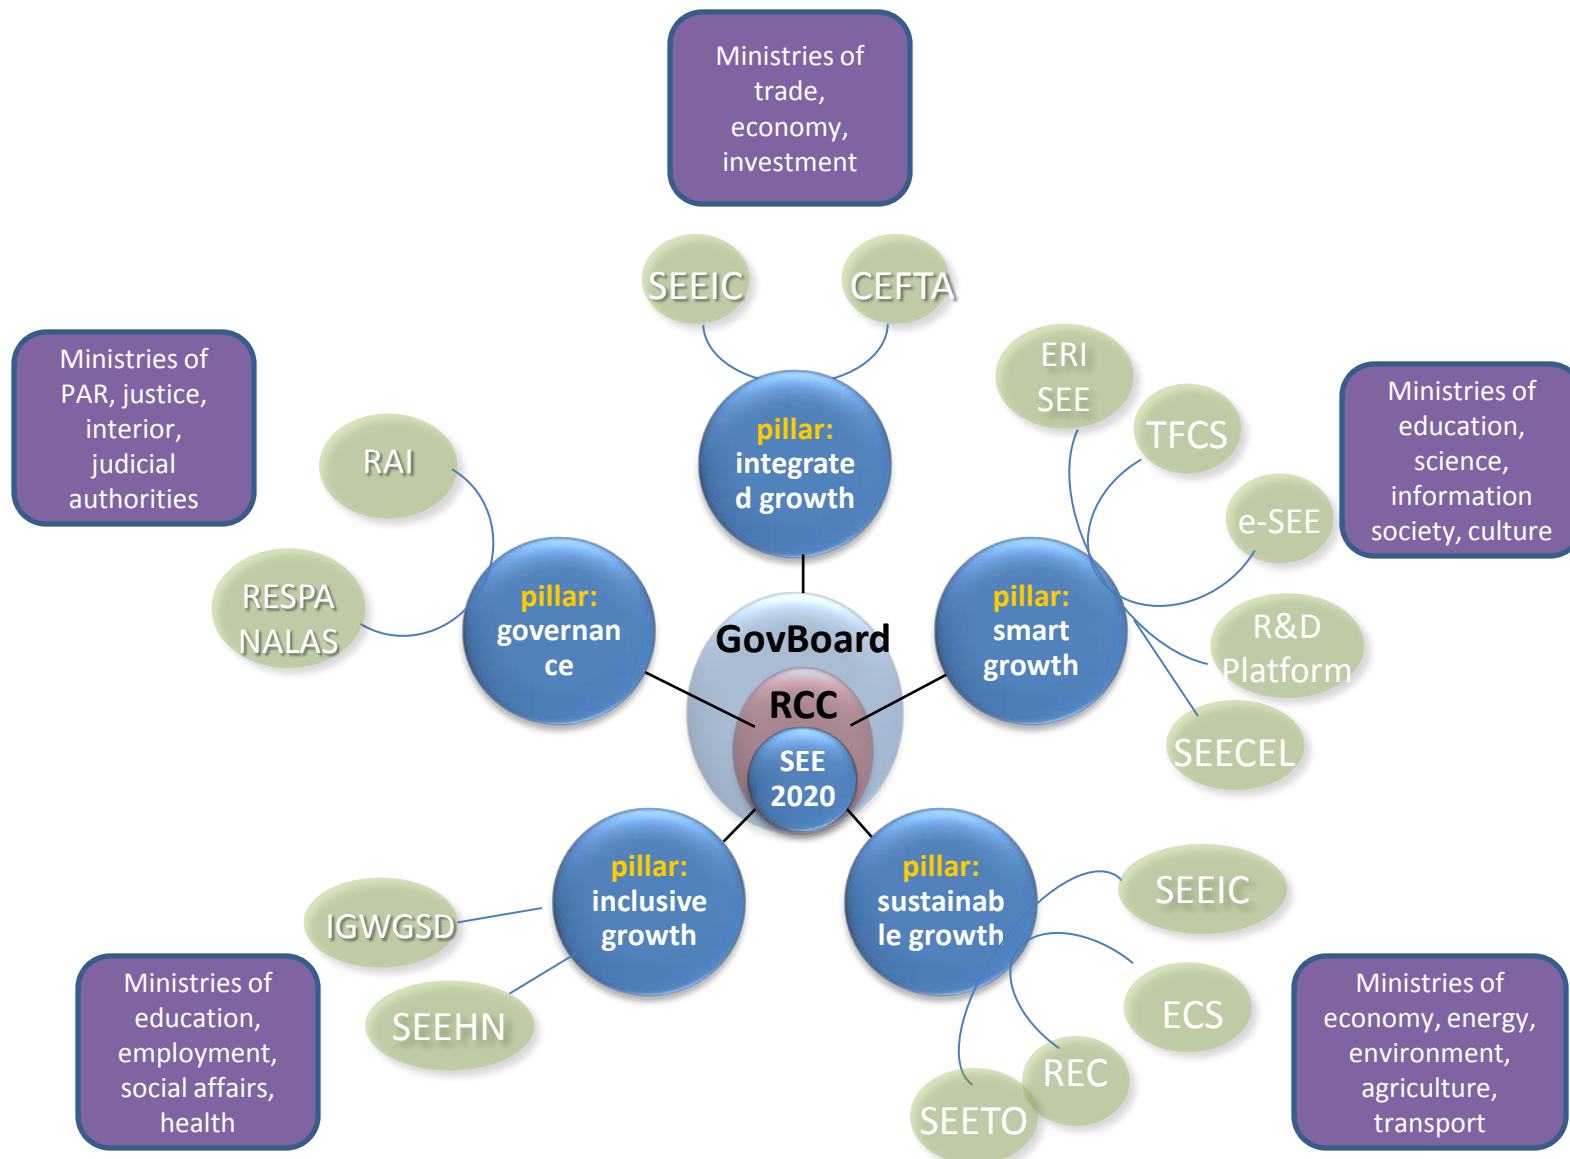 Ministries of
trade,
economy,
investment
SEEIC
CEFTA
Ministries of
PAR, justice,
interior,
judicial
authorities
RAI
RESPA
NALAS
pillar:
integrate
d growth
ERI
SEE
TFCS
e-SEE
R&D
Platform
SEECEL
Ministries of
education,
science,
information
society, culture
pillar:
governan
ce
pillar:
smart
growth
GovBoard
RCC
SEE
2020
pillar:
inclusive
growth
pillar:
sustainab
le growth
IGWGSD
SEEHN
Ministries of
education,
employment,
social affairs,
health
SEEIC
ECS
REC
SEETO
Ministries of
economy, energy,
environment,
agriculture,
transport